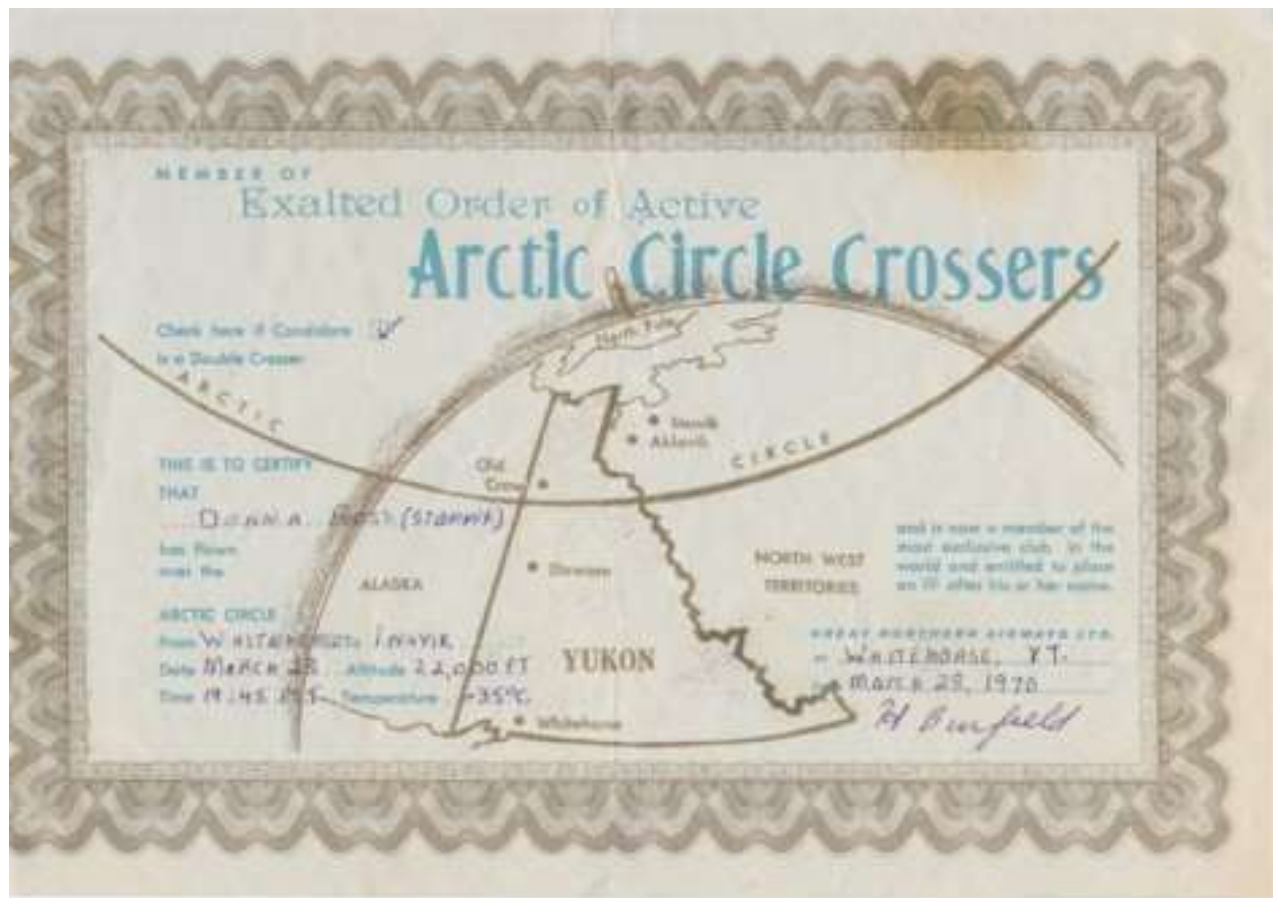 MEMBER OF
Exalted Order of Active
Arctic Circle Crossers
Check here if Candidate
is a Double Crosser
North Pole
ARCTIC CIRCLE
Inuvik
Aklavik
Old
Crow
THIS IS TO CERTIFY
THAT
DONNA
has flown
over the
and is now a member of the
most exclusive club in the
world and entitled to place
an after his or her name.
Dawson
ALASKA
NORTH WEST
TERRITORIES
ARCTIC CIRCLE
From to INUVIK
Date MARCH 28 Altitude 22,000 FT
Time 19:45 Temperature -35°C
YUKON
GREAT NORTHERN AIRWAYS LTD.
WHITEHORSE, YT.
MARCH 28, 1970
Whitehorse